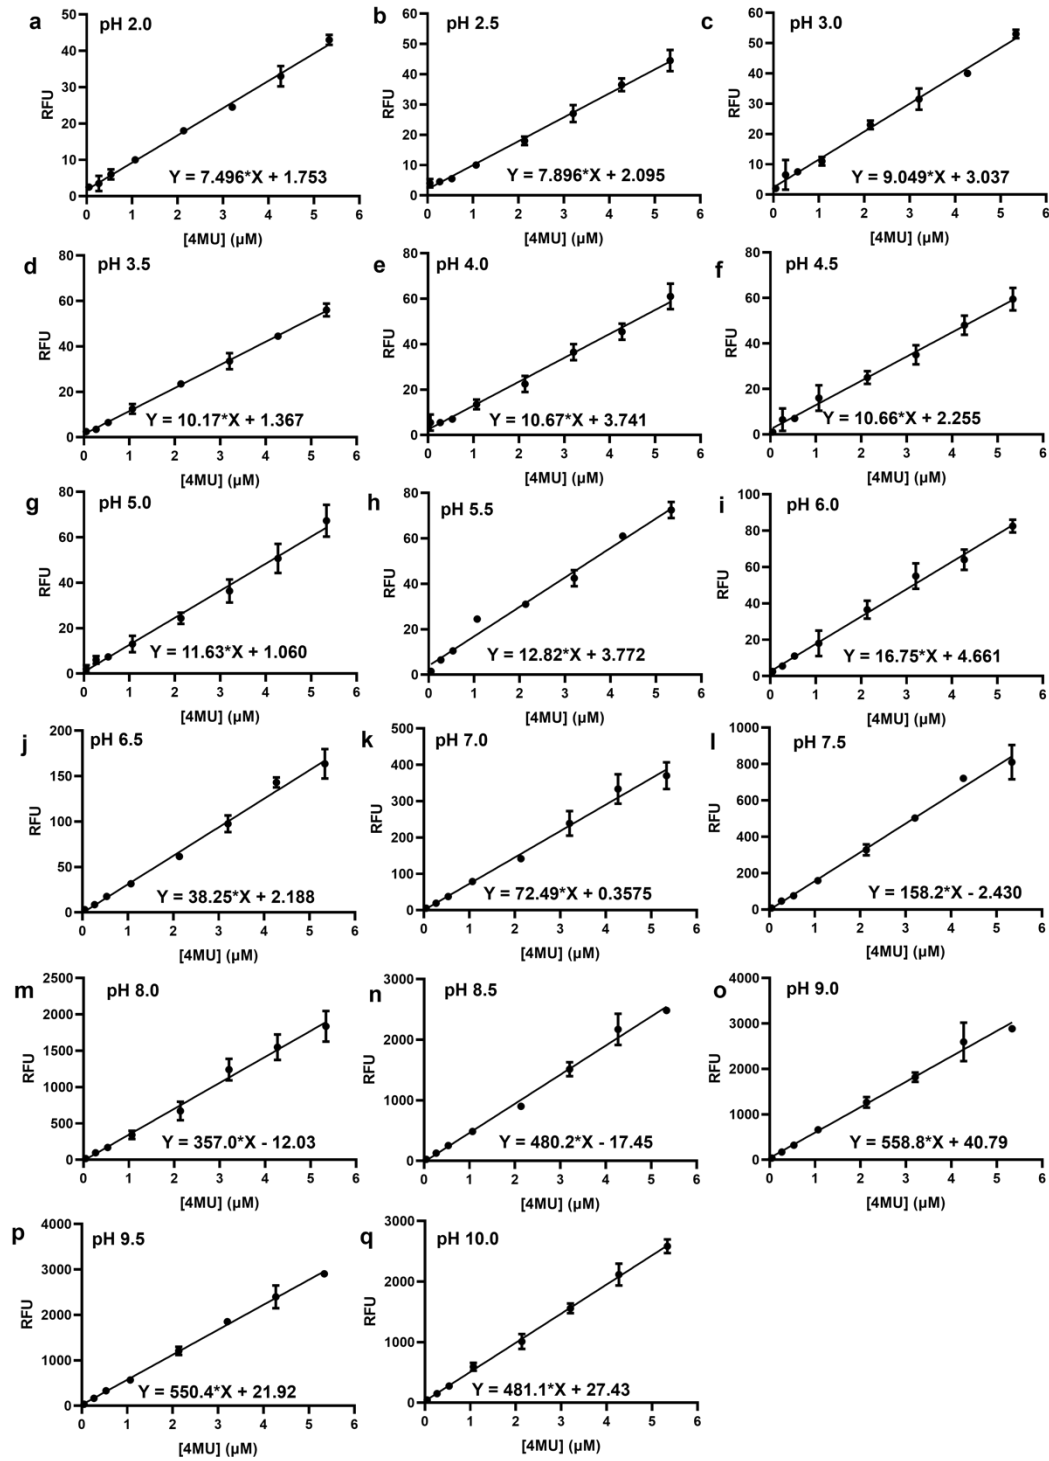 a pH 2.0
RFU
50
40
30
20
10
0
Y = 7.496*X + 1.753
0 1 2 3 4 5 6
[4MU] (µM)
b pH 2.5
RFU
60
40
20
0
Y = 7.896*X + 2.095
0 1 2 3 4 5 6
[4MU] (µM)
c pH 3.0
RFU
60
50
40
30
20
10
0
Y = 9.049*X + 3.037
0 1 2 3 4 5 6
[4MU] (µM)
d pH 3.5
RFU
80
60
40
20
0
Y = 10.17*X + 1.367
0 1 2 3 4 5 6
[4MU] (µM)
e pH 4.0
RFU
80
60
40
20
0
Y = 10.67*X + 3.741
0 1 2 3 4 5 6
[4MU] (µM)
f pH 4.5
RFU
80
60
40
20
0
Y = 10.66*X + 2.255
0 1 2 3 4 5 6
[4MU] (µM)
g pH 5.0
RFU
80
60
40
20
0
Y = 11.63*X + 1.060
0 1 2 3 4 5 6
[4MU] (µM)
h pH 5.5
RFU
80
60
40
20
0
Y = 12.82*X + 3.772
0 1 2 3 4 5 6
[4MU] (µM)
i pH 6.0
RFU
100
80
60
40
20
0
Y = 16.75*X + 4.661
0 1 2 3 4 5 6
[4MU] (µM)
j pH 6.5
RFU
200
150
100
50
0
Y = 38.25*X + 2.188
0 1 2 3 4 5 6
[4MU] (µM)
k pH 7.0
RFU
500
400
300
200
100
0
Y = 72.49*X + 0.3575
0 1 2 3 4 5 6
[4MU] (µM)
l pH 7.5
RFU
1000
800
600
400
200
0
Y = 158.2*X - 2.430
0 1 2 3 4 5 6
[4MU] (µM)
m pH 8.0
RFU
2500
2000
1500
1000
500
0
Y = 357.0*X - 12.03
0 1 2 3 4 5 6
[4MU] (µM)
n pH 8.5
RFU
3000
2000
1000
0
Y = 480.2*X - 17.45
0 1 2 3 4 5 6
[4MU] (µM)
o pH 9.0
RFU
4000
3000
2000
1000
0
Y = 558.8*X + 40.79
0 1 2 3 4 5 6
[4MU] (µM)
p pH 9.5
RFU
4000
3000
2000
1000
0
Y = 550.4*X + 21.92
0 1 2 3 4 5 6
[4MU] (µM)
q pH 10.0
RFU
3000
2000
1000
0
Y = 481.1*X + 27.43
0 1 2 3 4 5 6
[4MU] (µM)